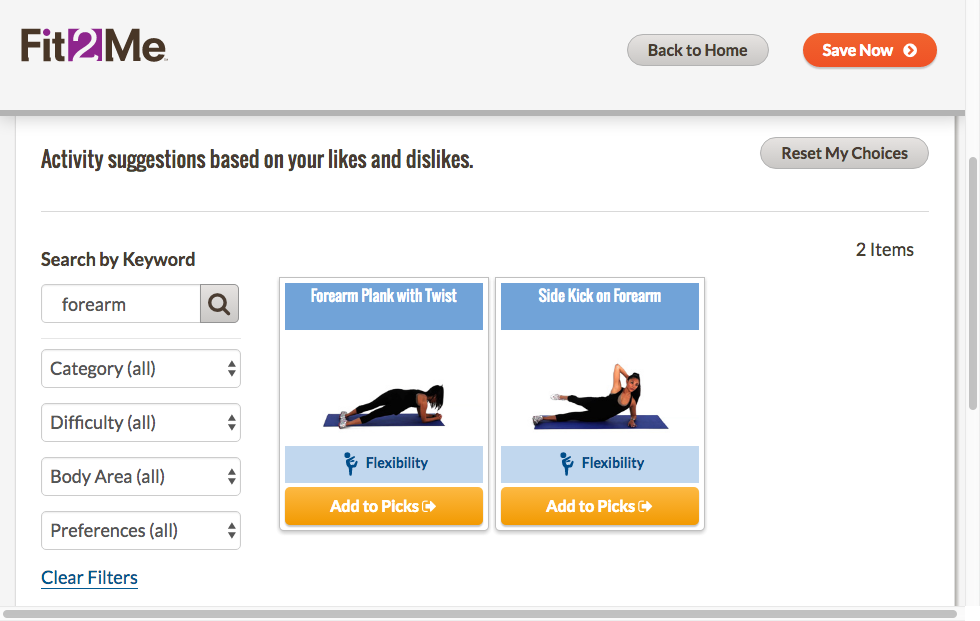 Fit2Me
Back to Home
Save Now
Activity suggestions based on your likes and dislikes.
Reset My Choices
2 Items
Search by Keyword
forearm
Category (all)
Difficulty (all)
Body Area (all)
Preferences (all)
Clear Filters
Forearm Plank with Twist
Flexibility
Add to Picks
Side Kick on Forearm
Flexibility
Add to Picks